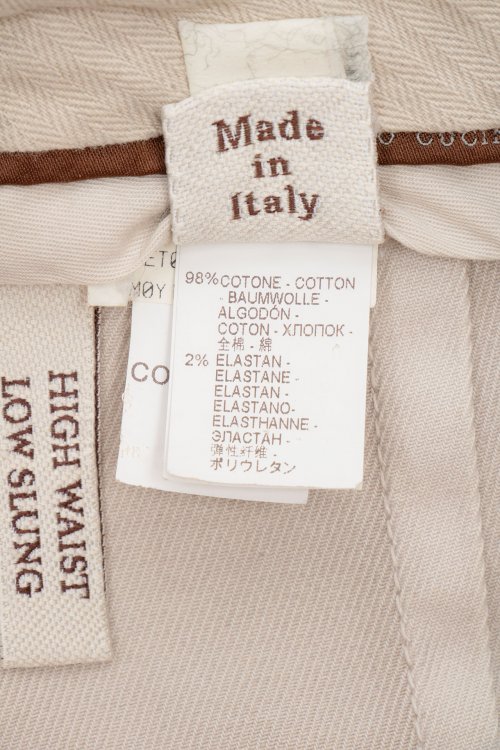 Made
in
Italy
98% COTONE - COTTON
- BAUMWOLLE -
ALGODÓN -
COTON - ХЛОПОК -
全棉 - 綿
2% ELASTAN -
ELASTANE -
ELASTAN -
ELASTANO-
ELASTHANNE -
ЭЛАСТАН -
弹性纤维 -
ポリウレタン
CO
HIGH WAIST
LOW SLUNG